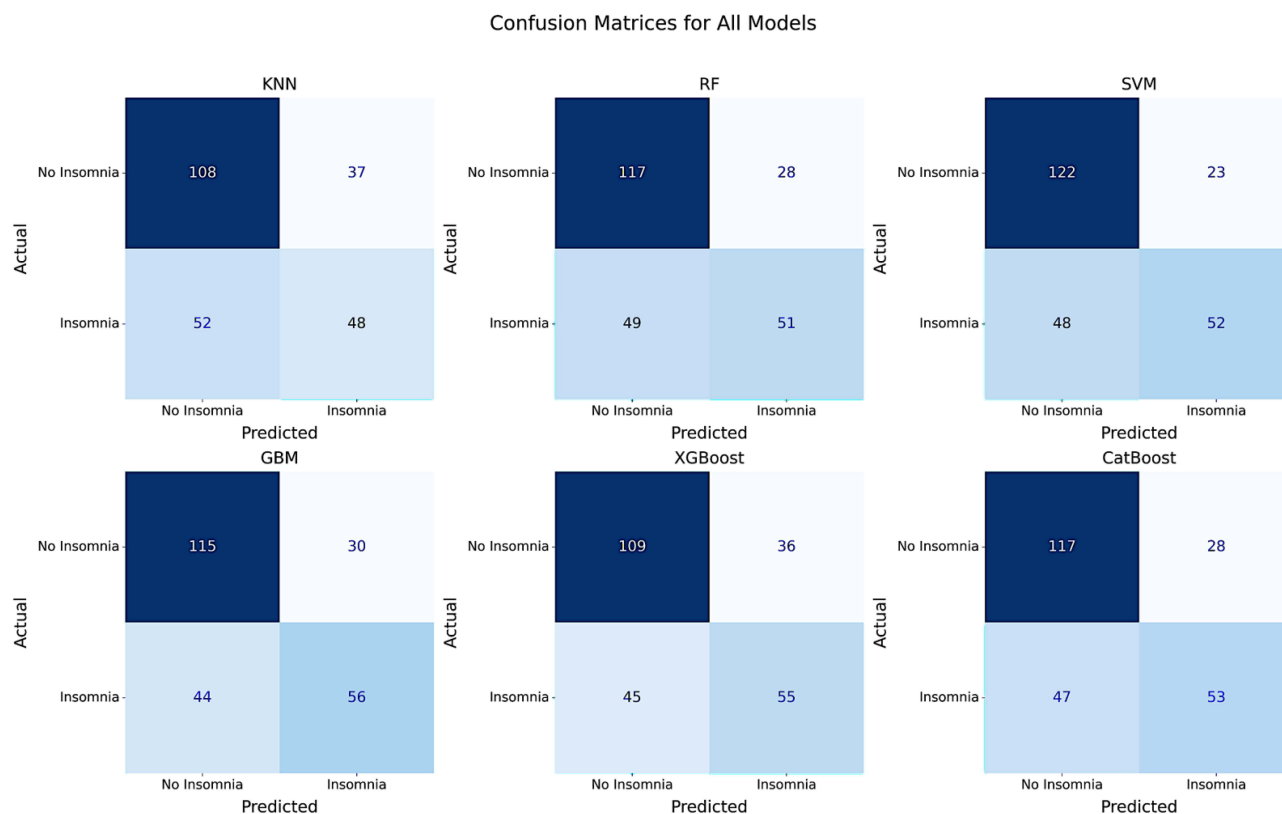 Confusion Matrices for All Models
KNN
RF
SVM
No Insomnia
108
37
No Insomnia
117
28
No Insomnia
122
23
Actual
Actual
Actual
Insomnia
52
48
Insomnia
49
51
Insomnia
48
52
No Insomnia
Insomnia
No Insomnia
Insomnia
No Insomnia
Insomnia
Predicted
Predicted
Predicted
GBM
XGBoost
CatBoost
No Insomnia
115
30
No Insomnia
109
36
No Insomnia
117
28
Actual
Actual
Actual
Insomnia
44
56
Insomnia
45
55
Insomnia
47
53
No Insomnia
Insomnia
No Insomnia
Insomnia
No Insomnia
Insomnia
Predicted
Predicted
Predicted